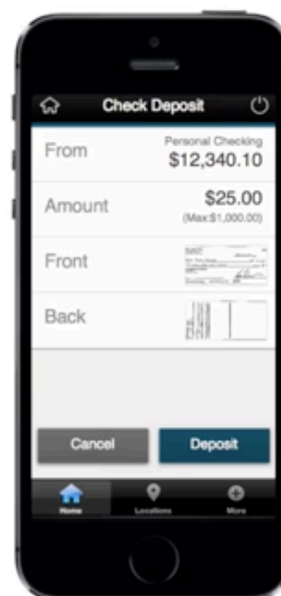 Check Deposit
From
Personal Checking
$12,340.10
Amount
$25.00
(Max:$1,000.00)
Front
Back
Cancel
Deposit
Home
Locations
More